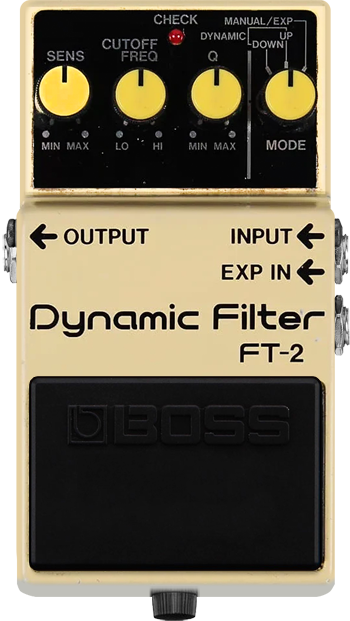 CHECK
MANUAL/EXP
DYNAMIC
UP
DOWN
SENS
CUTOFF
FREQ
Q
MIN MAX
LO HI
MIN MAX
MODE
OUTPUT
INPUT
EXP IN
Dynamic Filter
FT-2
BOSS